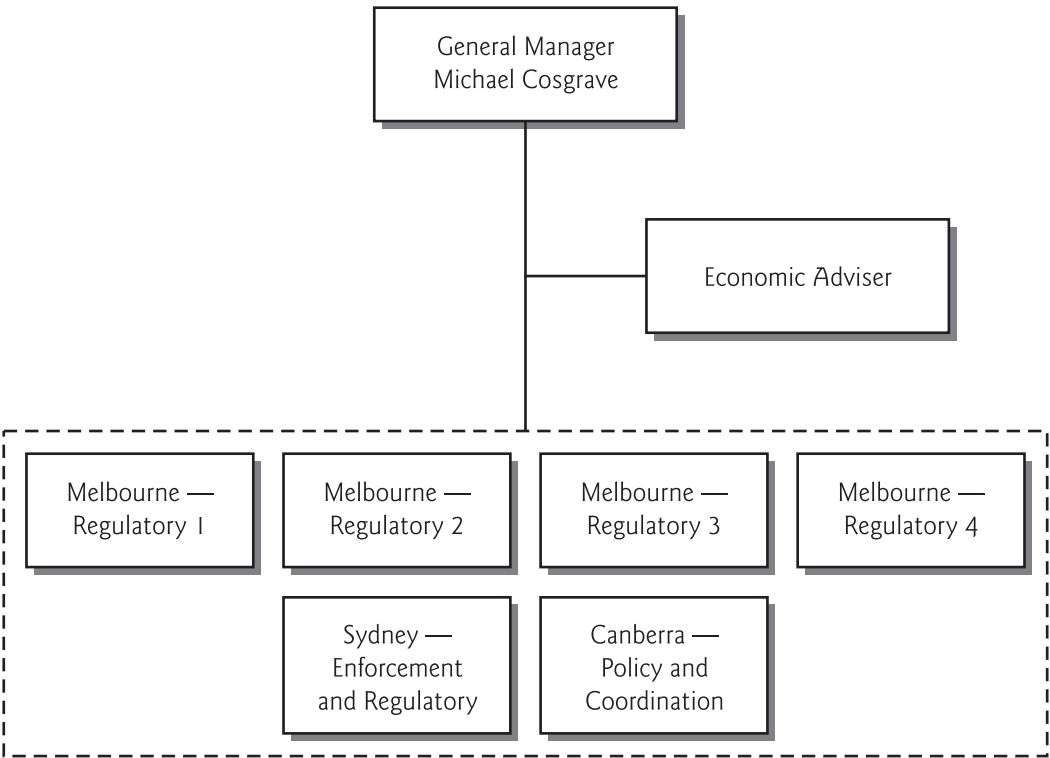 General Manager
Michael Cosgrave
Economic Adviser
Melbourne —
Regulatory 1
Melbourne —
Regulatory 2
Melbourne —
Regulatory 3
Melbourne —
Regulatory 4
Sydney —
Enforcement
and Regulatory
Canberra —
Policy and
Coordination